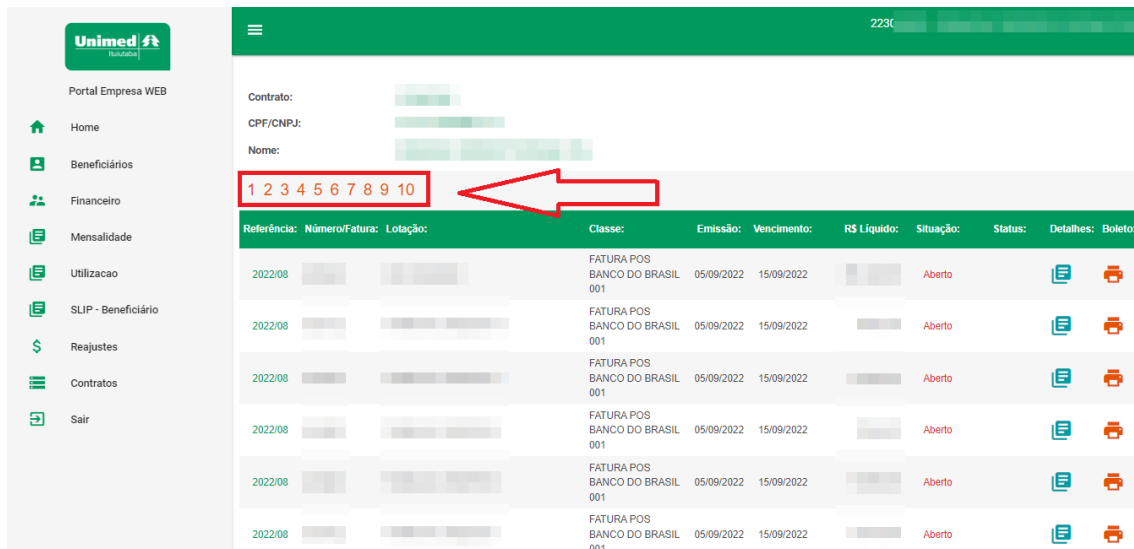 Unimed
Ituiutaba
2230
Portal Empresa WEB
Home
Beneficiários
Financeiro
Mensalidade
Utilizacao
SLIP - Beneficiário
Reajustes
Contratos
Sair
Contrato:
CPF/CNPJ:
Nome:
1 2 3 4 5 6 7 8 9 10
Referência: Número/Fatura: Lotação: Classe: Emissão: Vencimento: R$ Líquido: Situação: Status: Detalhes: Boleto:
FATURA POS
2022/08 BANCO DO BRASIL 05/09/2022 15/09/2022 Aberto
001
FATURA POS
2022/08 BANCO DO BRASIL 05/09/2022 15/09/2022 Aberto
001
FATURA POS
2022/08 BANCO DO BRASIL 05/09/2022 15/09/2022 Aberto
001
FATURA POS
2022/08 BANCO DO BRASIL 05/09/2022 15/09/2022 Aberto
001
FATURA POS
2022/08 BANCO DO BRASIL 05/09/2022 15/09/2022 Aberto
001
FATURA POS
2022/08 BANCO DO BRASIL 05/09/2022 15/09/2022 Aberto
001